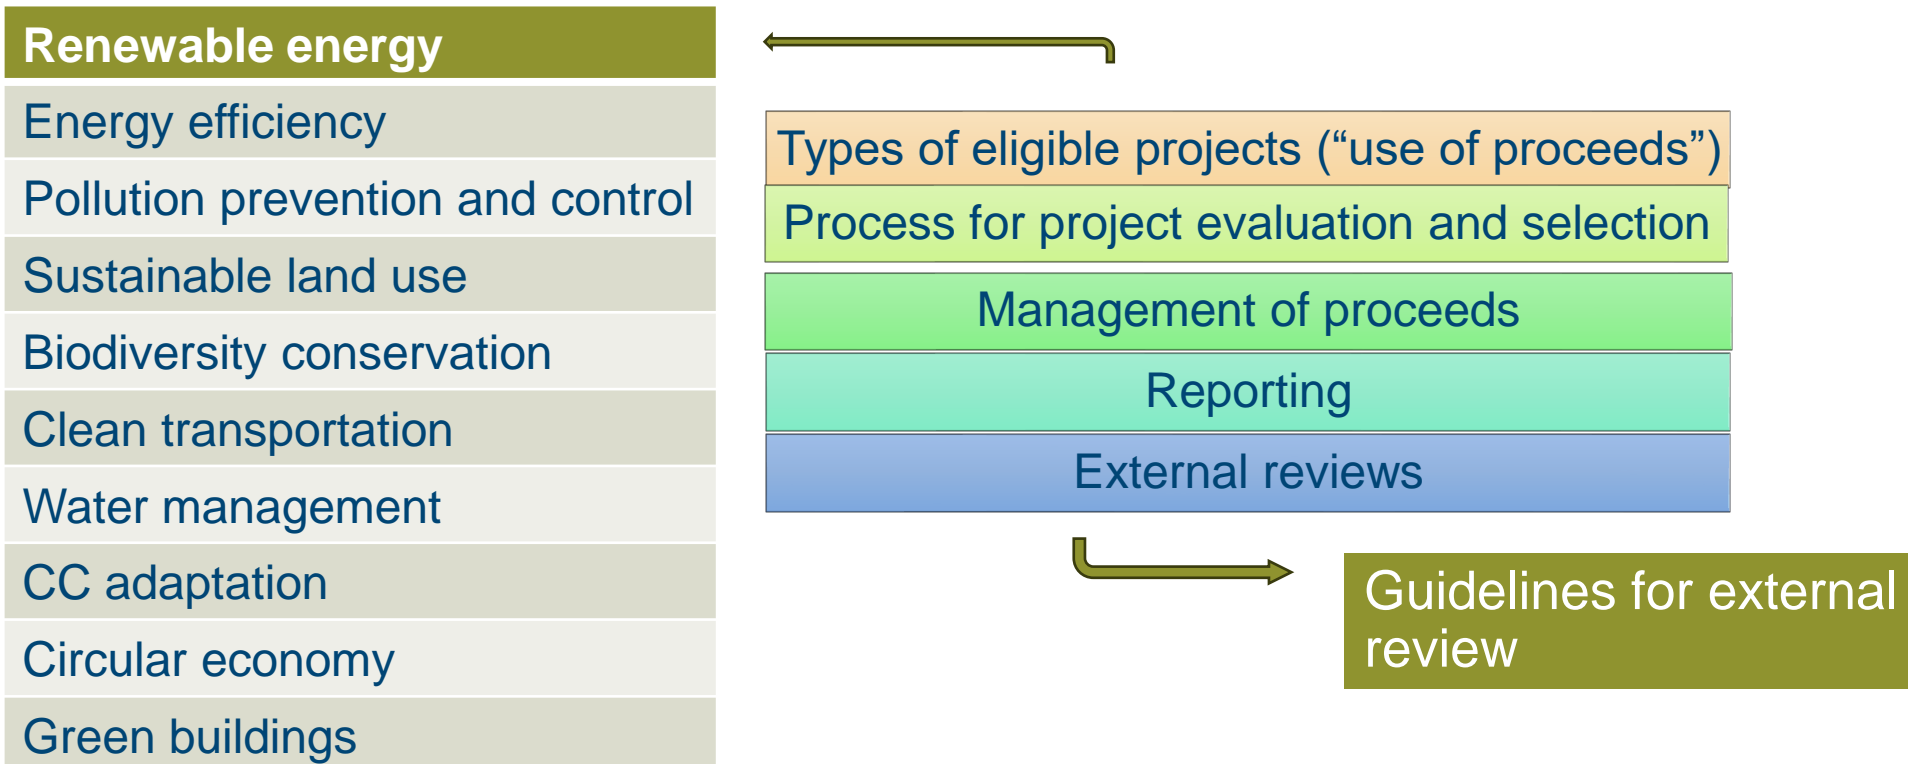 Renewable energy
Energy efficiency
Pollution prevention and control
Sustainable land use
Biodiversity conservation
Clean transportation
Water management
CC adaptation
Circular economy
Green buildings
Types of eligible projects (“use of proceeds”)
Process for project evaluation and selection
Management of proceeds
Reporting
External reviews
Guidelines for external
review